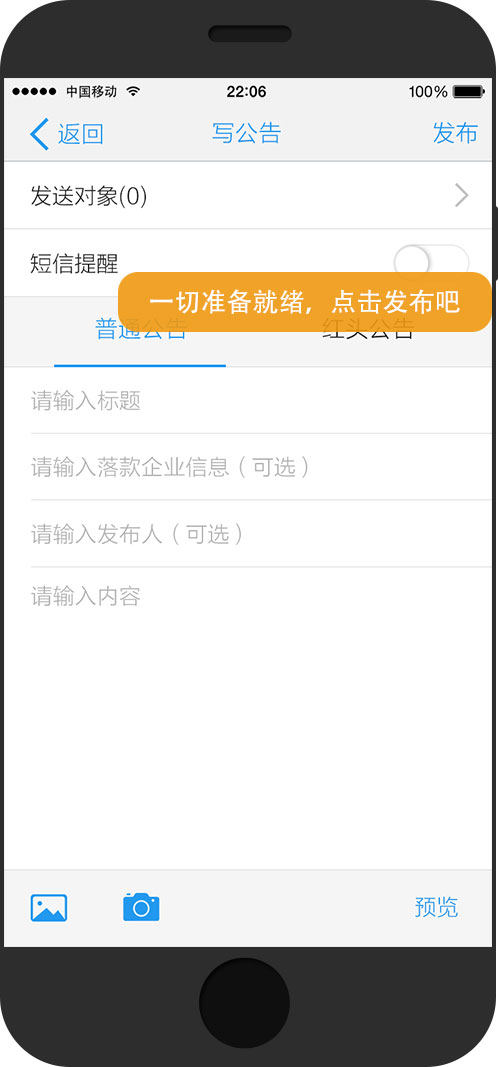 中国移动 22:06 100%
返回 写公告 发布
发送对象(0)
短信提醒
一切准备就绪，点击发布吧
普通公告 红头公告
请输入标题
请输入落款企业信息（可选）
请输入发布人（可选）
请输入内容
预览